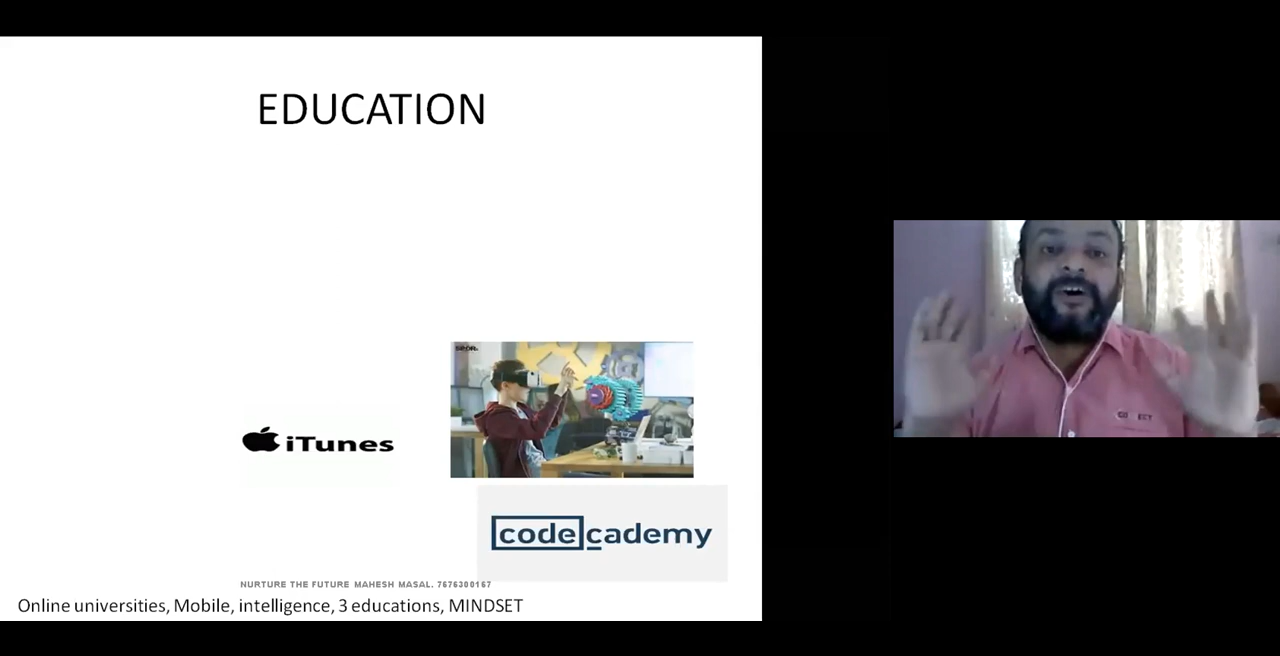 EDUCATION
iTunes
codecademy
NURTURE THE FUTURE MAHESH MASAL. 7676300167
Online universities, Mobile, intelligence, 3 educations, MINDSET